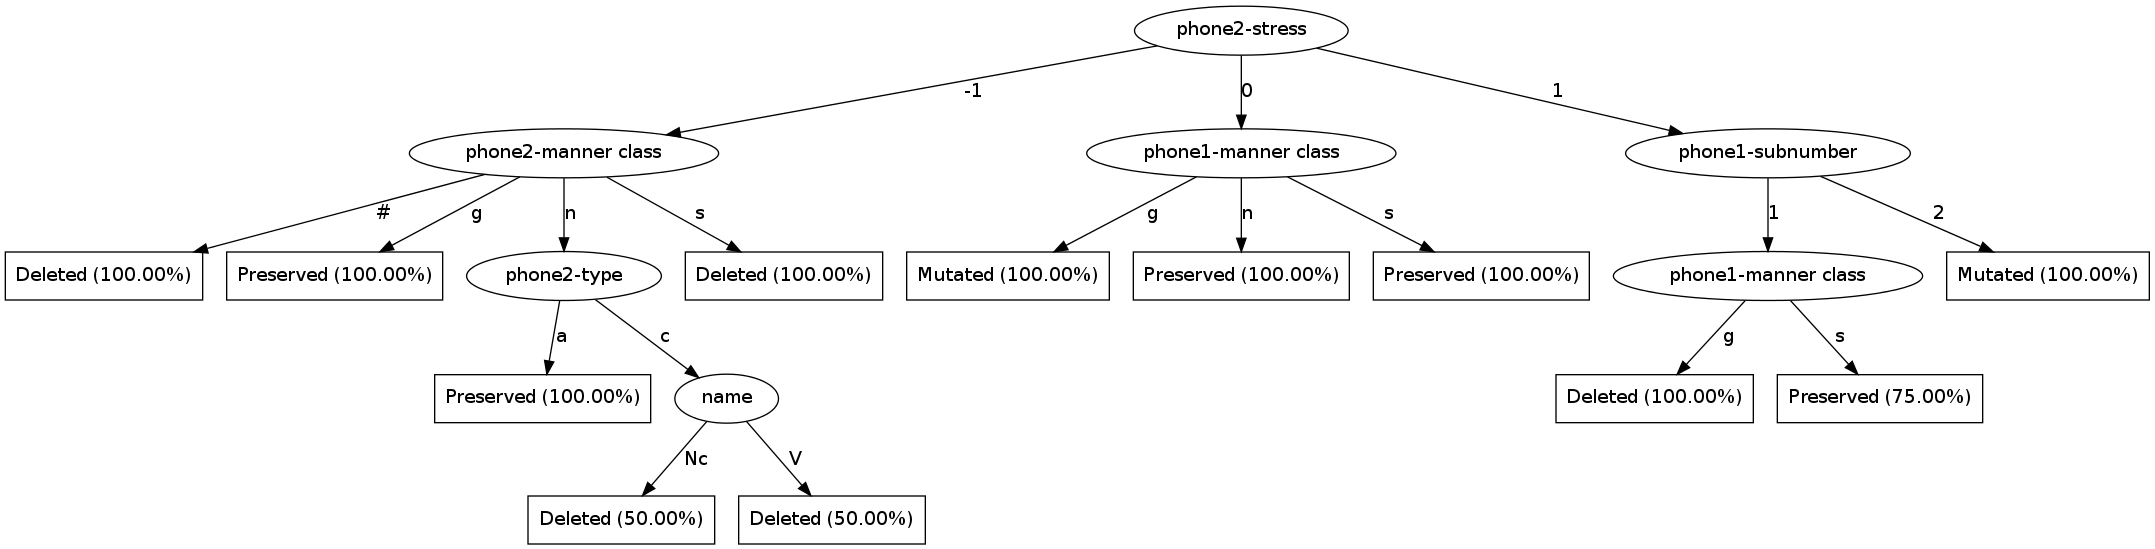 phone2-stress
-1
0
1
phone2-manner class
phone1-manner class
phone1-subnumber
#
g
n
s
g
n
s
1
2
Deleted (100.00%)
Preserved (100.00%)
phone2-type
Deleted (100.00%)
Mutated (100.00%)
Preserved (100.00%)
Preserved (100.00%)
phone1-manner class
Mutated (100.00%)
a
c
g
s
Preserved (100.00%)
name
Deleted (100.00%)
Preserved (75.00%)
Nc
V
Deleted (50.00%)
Deleted (50.00%)